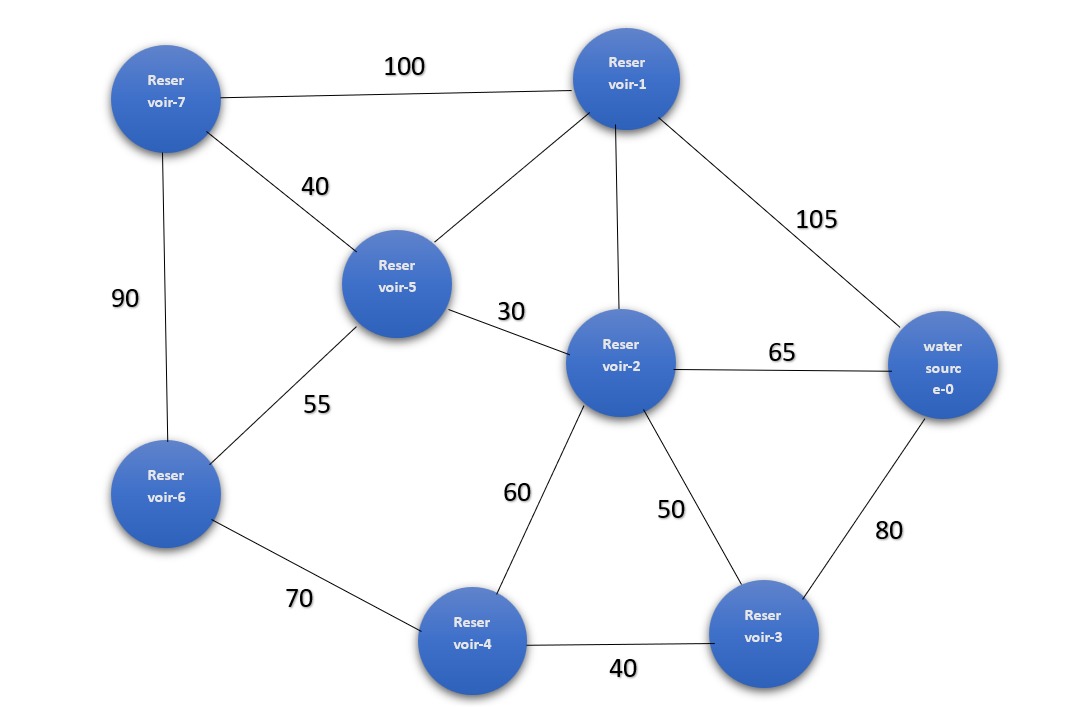 100
Reser
voir-1
Reser
voir-7
40
105
Reser
voir-5
90
30
Reser
voir-2
65
water
sourc
e-0
55
Reser
voir-6
60
50
80
70
Reser
voir-4
Reser
voir-3
40